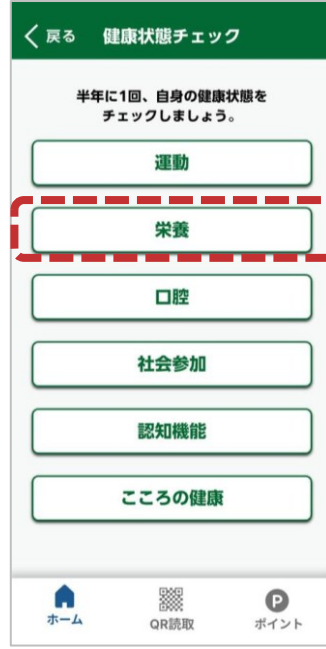 戻る 健康状態チェック
半年に1回、自身の健康状態を
チェックしましょう。
運動
栄養
口腔
社会参加
認知機能
こころの健康
ホーム QR読取 ポイント